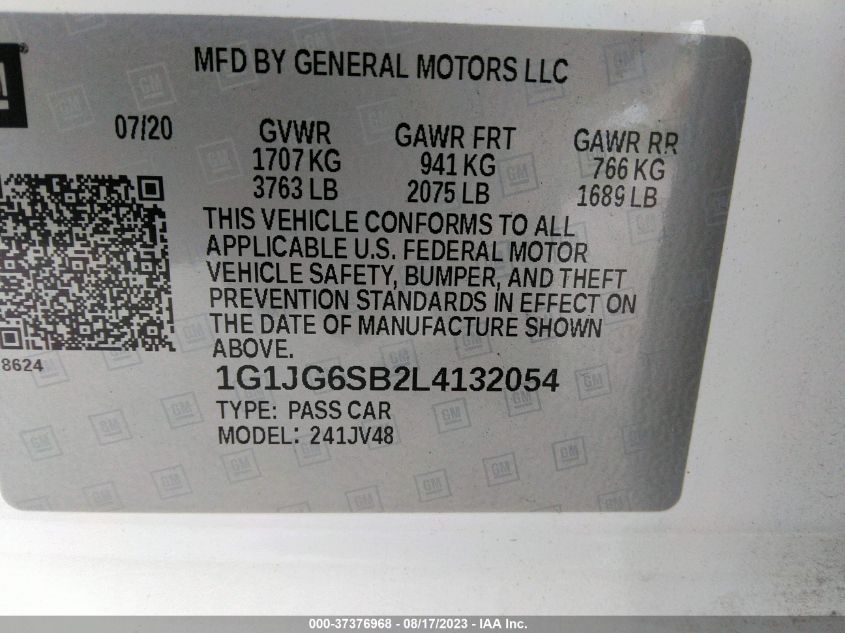 MFD BY GENERAL MOTORS LLC
07/20 GVWR GAWR FRT GAWR RR
1707 KG 941 KG 766 KG
3763 LB 2075 LB 1689 LB
THIS VEHICLE CONFORMS TO ALL
APPLICABLE U.S. FEDERAL MOTOR
VEHICLE SAFETY, BUMPER, AND THEFT
PREVENTION STANDARDS IN EFFECT ON
THE DATE OF MANUFACTURE SHOWN
ABOVE.
8624
1G1JG6SB2L4132054
TYPE: PASS CAR
MODEL: 241JV48
GM
000-37376968 - 08/17/2023 - IAA Inc.